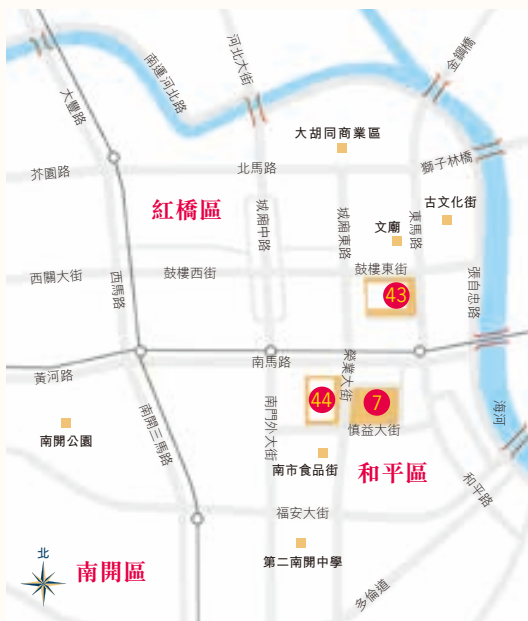 金鋼橋
河北大街
南運河北路
大豐路
大胡同商業區
獅子林橋
北馬路
芥園路
古文化街
紅橋區
城廂中路
城廂東路
文廟
東馬路
鼓樓東街
鼓樓西街
西關大街
西馬路
張自忠路
43
南馬路
榮業大街
黃河路
44
7
南門外大街
慎益大街
海河
南開三馬路
南開公園
南市食品街
和平區
和平路
福安大街
北
第二南開中學
南開區
多倫道